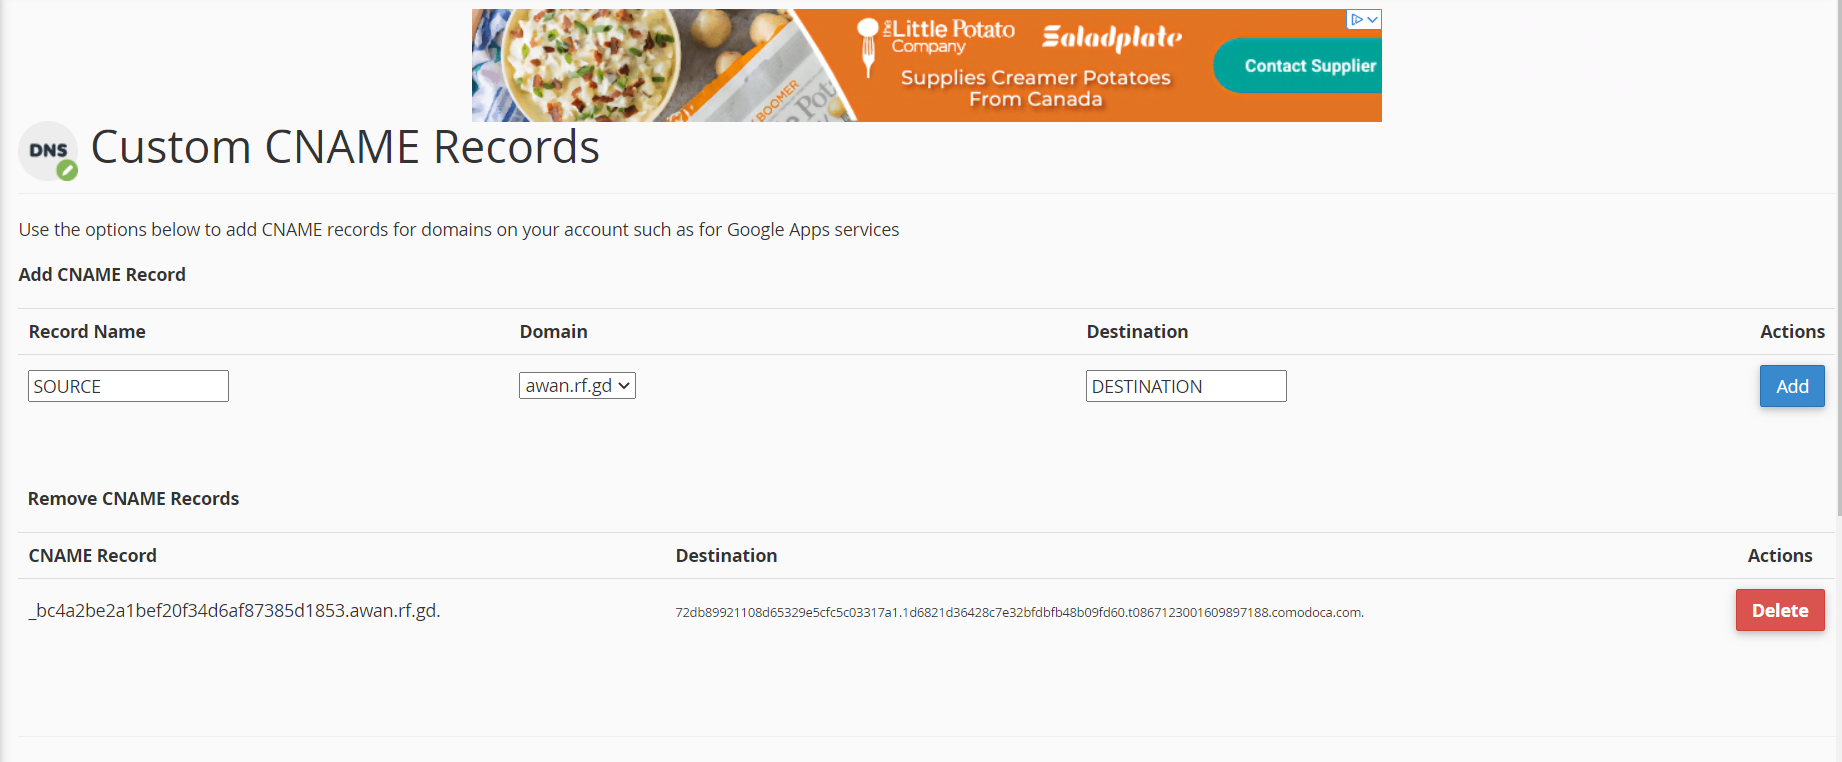 the Little Potato Company
Saladplate
Supplies Creamer Potatoes
From Canada
Contact Supplier
BOOMER
DNS
Custom CNAME Records
Use the options below to add CNAME records for domains on your account such as for Google Apps services
Add CNAME Record
Record Name Domain Destination Actions
SOURCE awan.rf.gd DESTINATION Add
Remove CNAME Records
CNAME Record Destination Actions
_bc4a2be2a1bef20f34d6af87385d1853.awan.rf.gd. 72db89921108d65329e5cfc5c03317a1.1d6821d36428c7e32bfdbfb48b09fd60.t0867123001609897188.comodoca.com. Delete